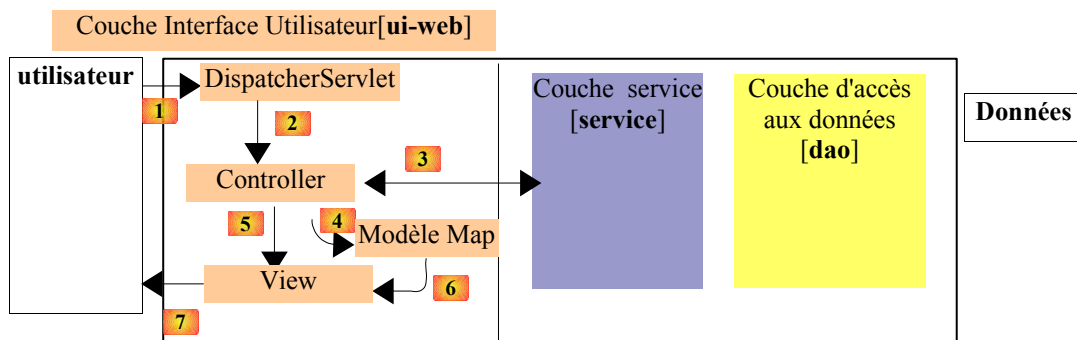 Couche Interface Utilisateur[ui-web]
utilisateur
1
DispatcherServlet
2
Controller
3
4
5
Modèle Map
View
6
7
Couche service
[service]
Couche d'accès
aux données
[dao]
Données